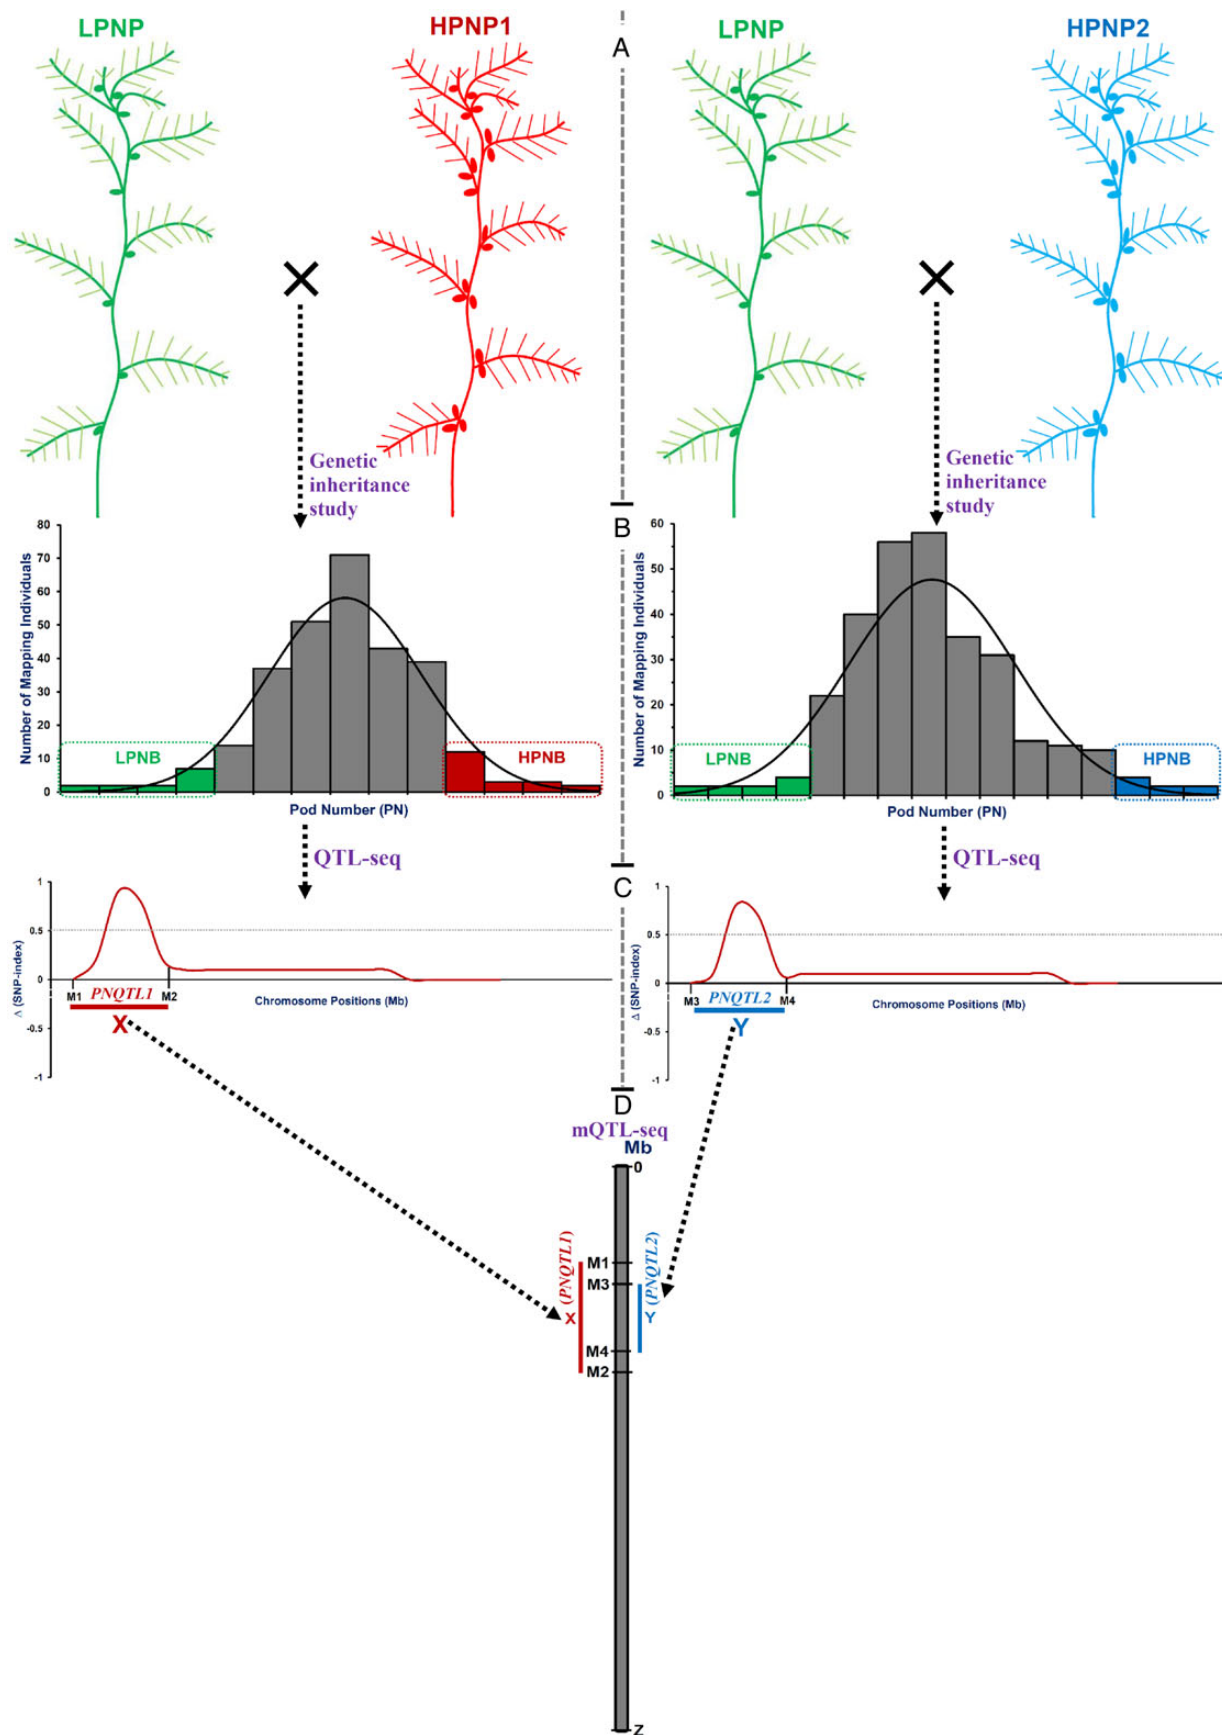 LPNP
HPNP1
A
LPNP
HPNP2
Genetic
inheritance
study
Genetic
inheritance
study
B
80
70
60
50
40
30
20
10
0
Number of Mapping Individuals
LPNB
HPNB
Pod Number (PN)
60
50
40
30
20
10
0
Number of Mapping Individuals
LPNB
HPNB
Pod Number (PN)
QTL-seq
QTL-seq
C
1
0.5
0
-0.5
-1
Δ (SNP-index)
M1
PNQTL1
M2
Chromosome Positions (Mb)
X
1
0.5
0
-0.5
-1
Δ (SNP-index)
M3
PNQTL2
M4
Chromosome Positions (Mb)
Y
D
mQTL-seq
Mb
0
X (PNQTL1)
M1
M3
M4
M2
Y (PNQTL2)
Z